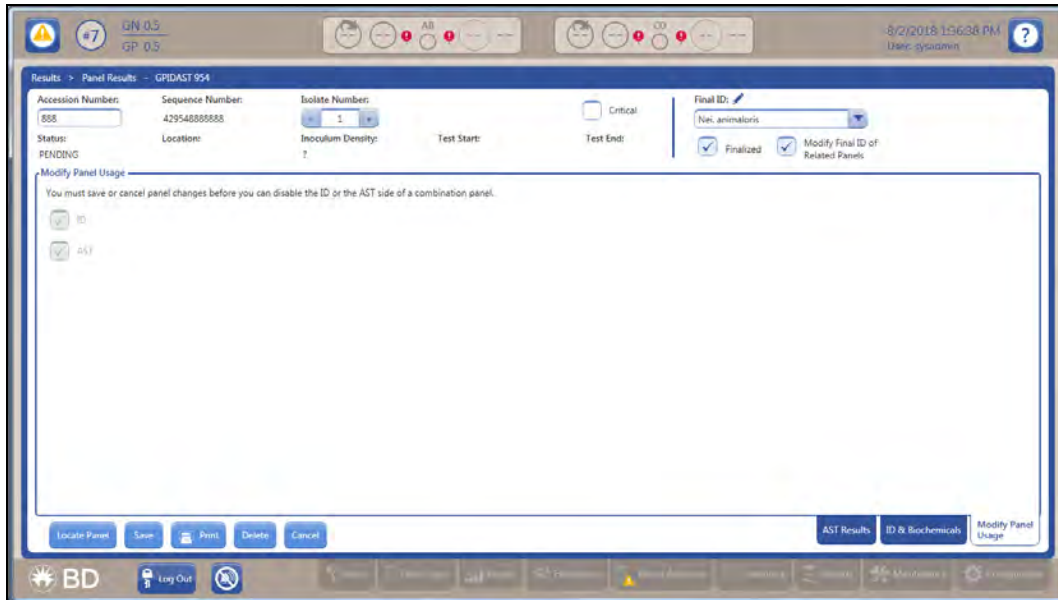 #7
GN 0.5
GP 0.5
AB
CD
8/2/2018 1:36:38 PM
User: sysadmin
?
Results > Panel Results - GPIDAST 954
Accession Number:
Sequence Number:
Isolate Number:
Critical
Final ID:
888
429548888888
1
Nei. animaloris
Status:
Location:
Inoculum Density:
Test Start:
Test End:
Finalized
Modify Final ID of
Related Panels
PENDING
?
Modify Panel Usage
You must save or cancel panel changes before you can disable the ID or the AST side of a combination panel.
ID
AST
Locate Panel
Save
Print
Delete
Cancel
AST Results
ID & Biochemicals
Modify Panel
Usage
BD
Log Out
Maintenance
Configuration